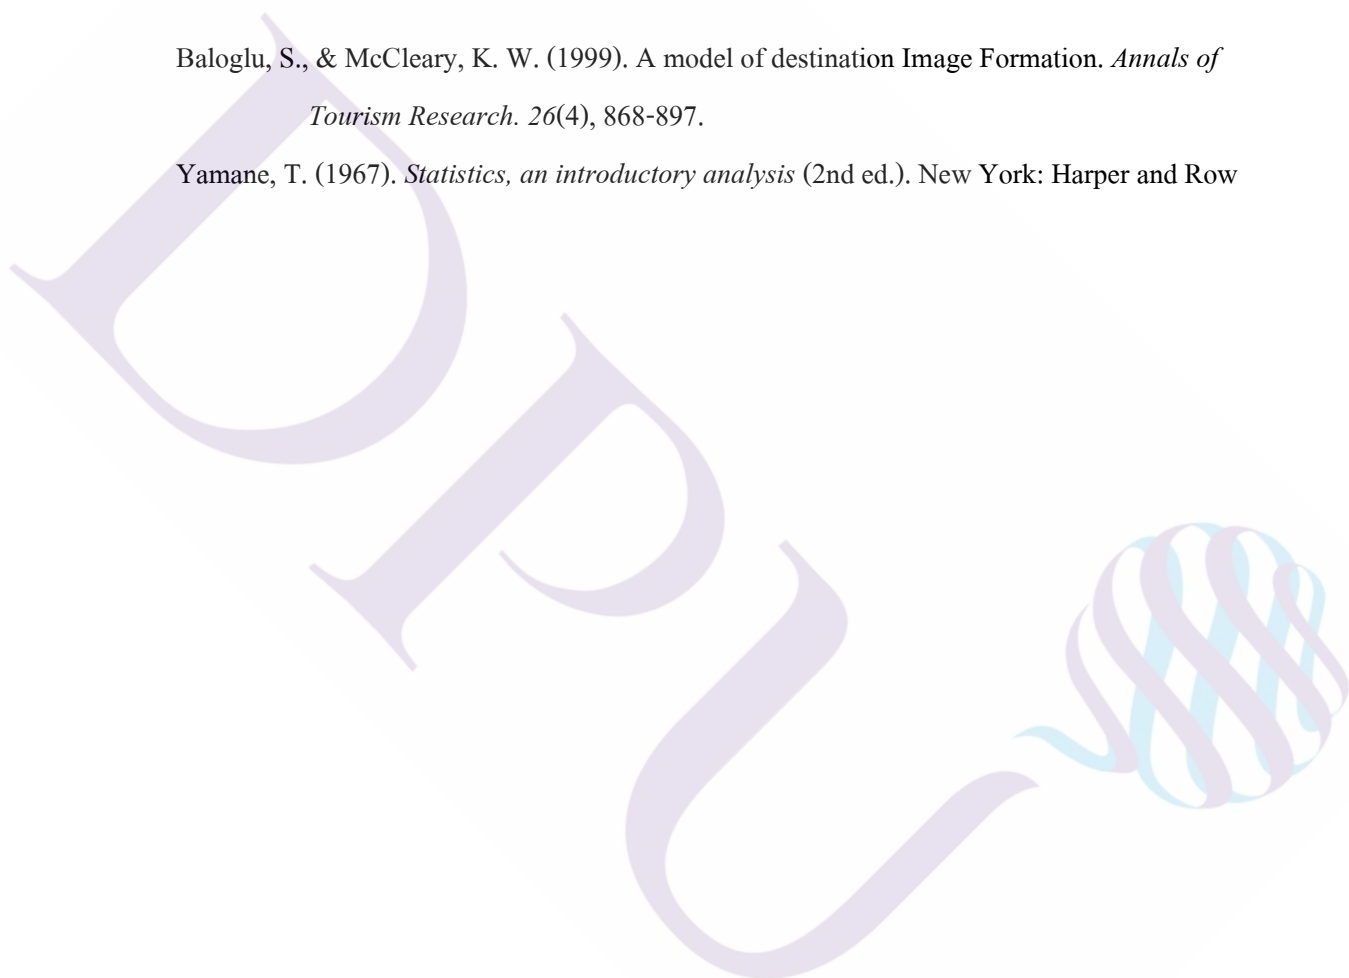 Baloglu, S., & McCleary, K. W. (1999). A model of destination Image Formation. Annals of
Tourism Research. 26(4), 868-897.
Yamane, T. (1967). Statistics, an introductory analysis (2nd ed.). New York: Harper and Row
DPU